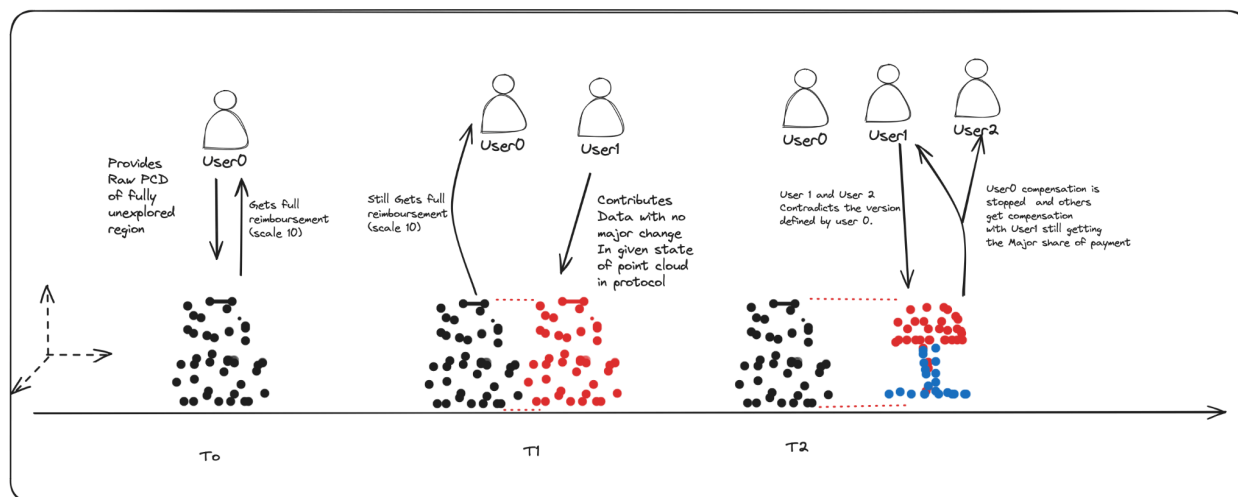 User0
Provides
Raw PCD
of fully
unexplored
region
Gets full
reimbursement
(scale 10)
User0
User1
Still Gets full
reimbursement
(scale 10)
Contributes
Data with no
major change
In given state
of point cloud
in protocol
User0
User1
User2
User 1 and User 2
Contradicts the version
defined by user 0.
User0 compensation is
stopped and others
get compensation
with User1 still getting
the Major share of payment
T0
T1
T2